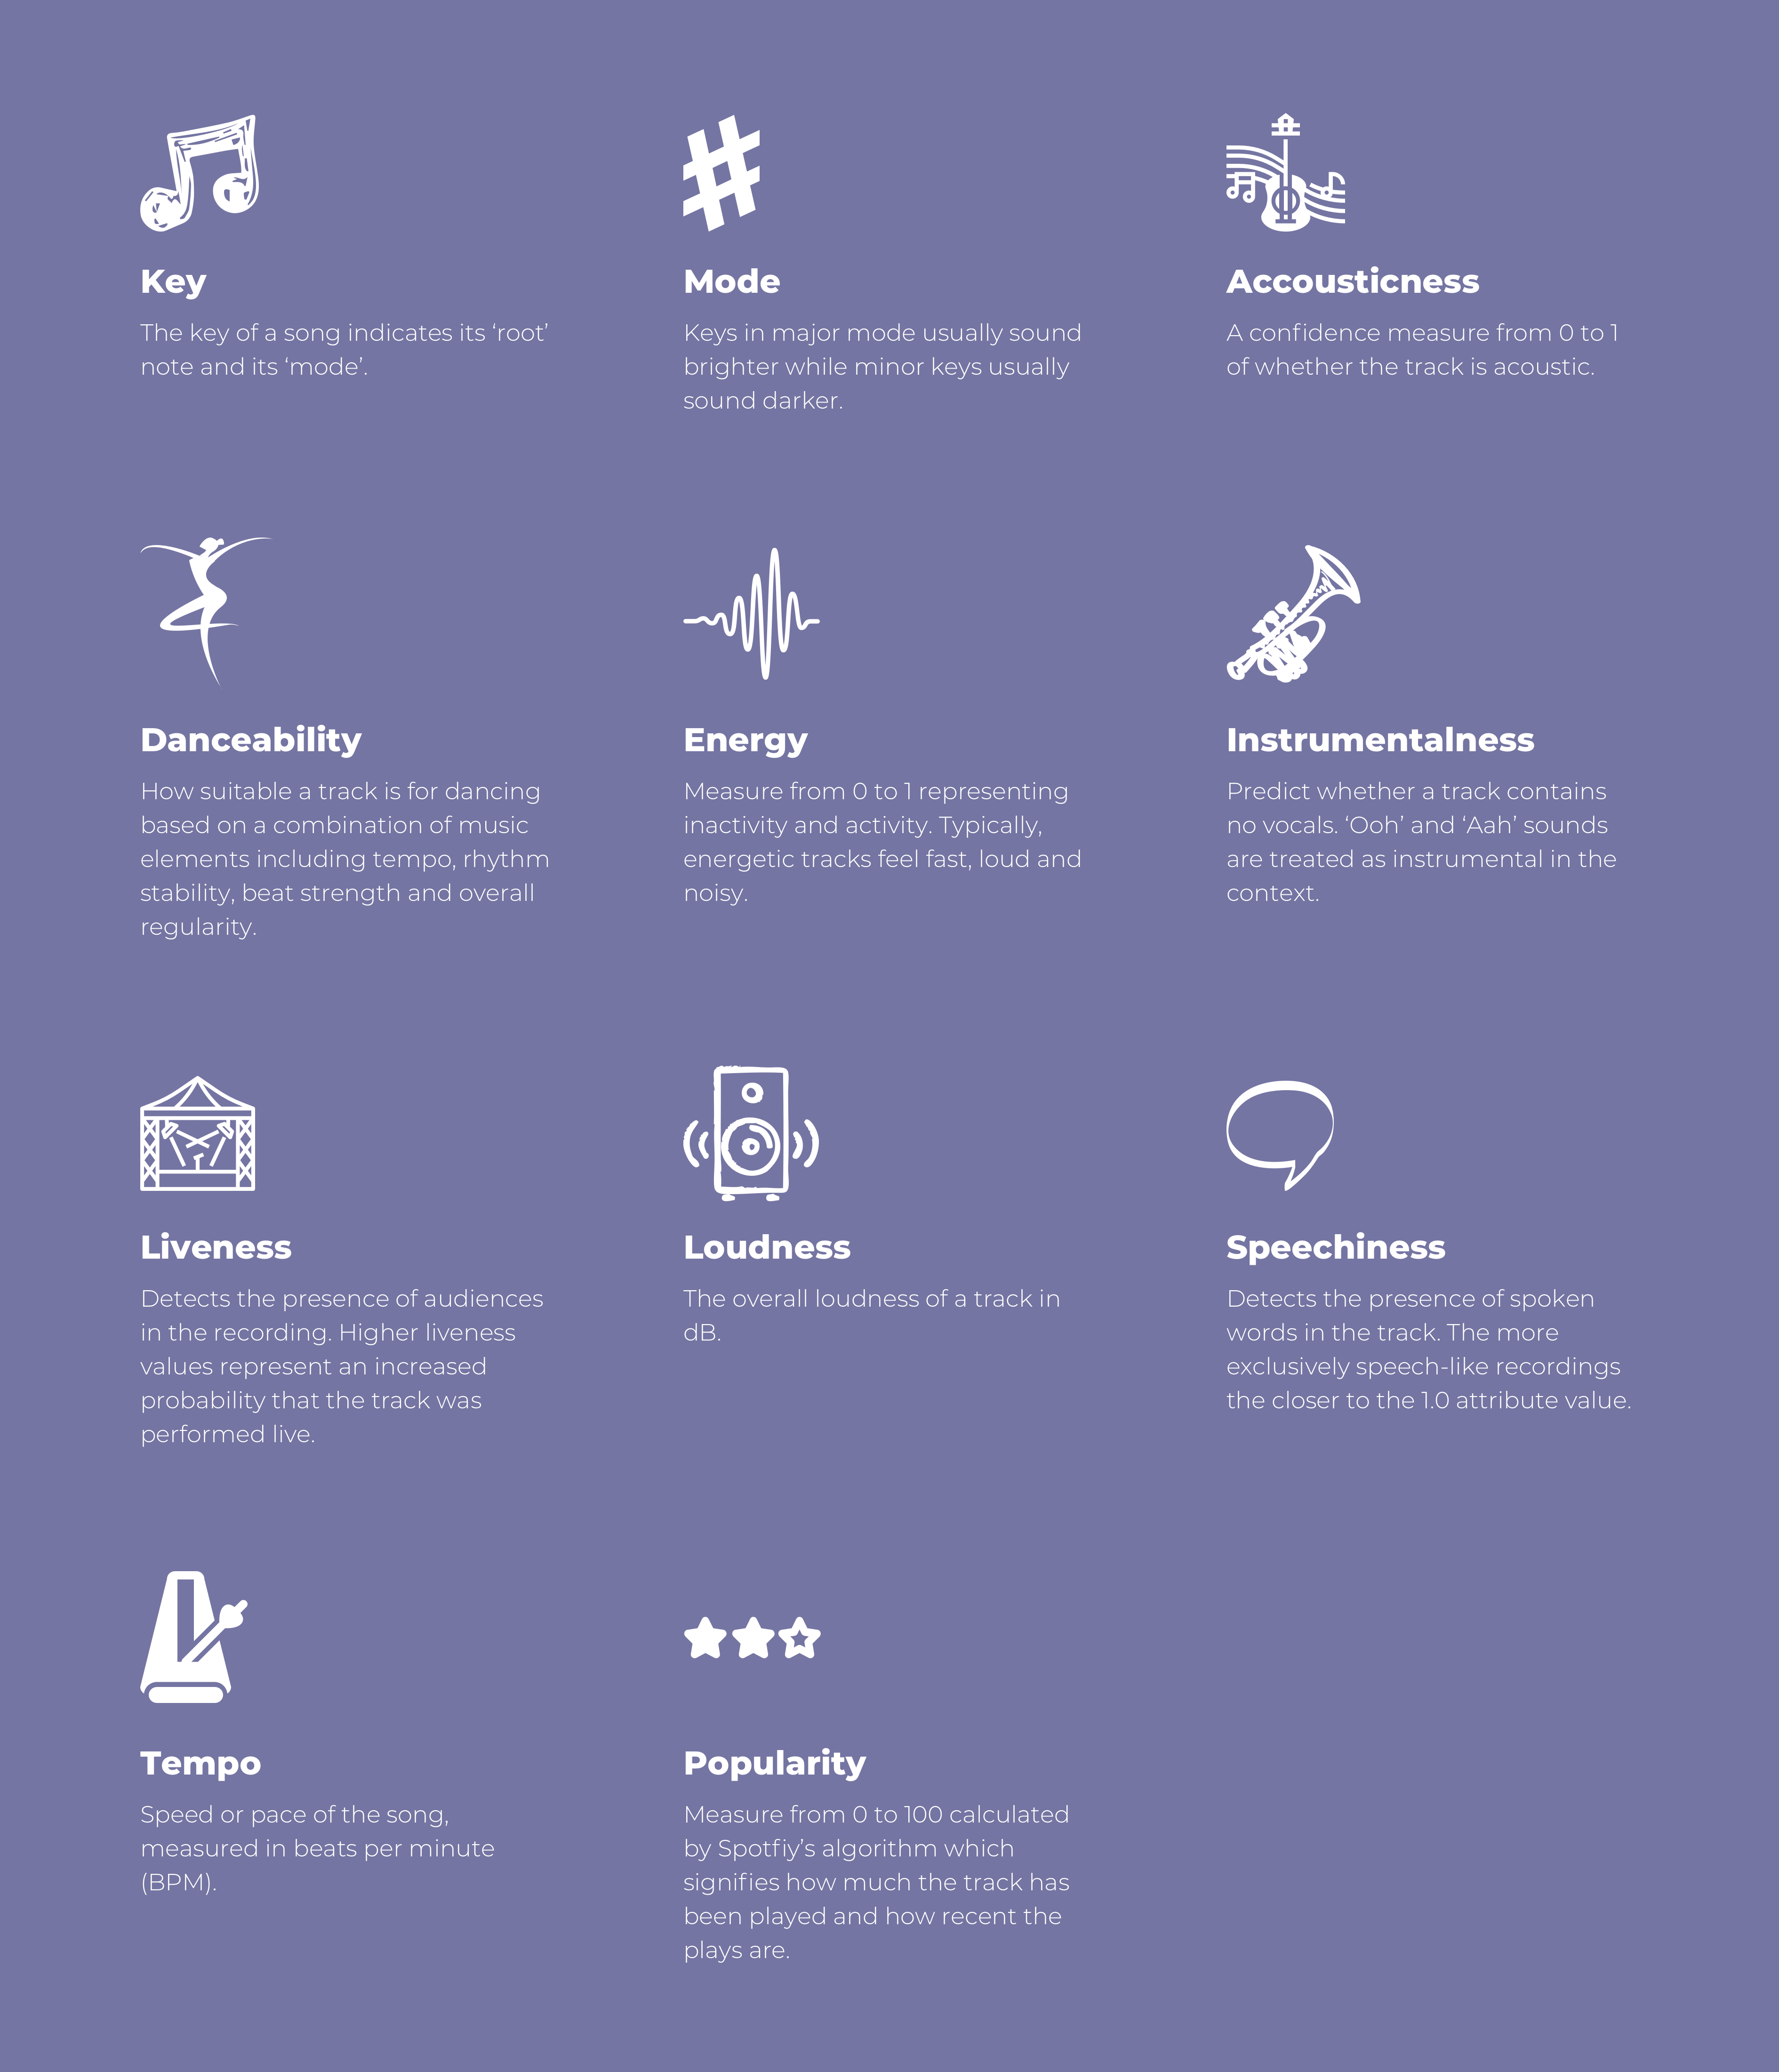 Key
The key of a song indicates its ‘root’
note and its ‘mode’.
Mode
Keys in major mode usually sound
brighter while minor keys usually
sound darker.
Accousticness
A confidence measure from 0 to 1
of whether the track is acoustic.
Danceability
How suitable a track is for dancing
based on a combination of music
elements including tempo, rhythm
stability, beat strength and overall
regularity.
Energy
Measure from 0 to 1 representing
inactivity and activity. Typically,
energetic tracks feel fast, loud and
noisy.
Instrumentalness
Predict whether a track contains
no vocals. ‘Ooh’ and ‘Aah’ sounds
are treated as instrumental in the
context.
Liveness
Detects the presence of audiences
in the recording. Higher liveness
values represent an increased
probability that the track was
performed live.
Loudness
The overall loudness of a track in
dB.
Speechiness
Detects the presence of spoken
words in the track. The more
exclusively speech-like recordings
the closer to the 1.0 attribute value.
Tempo
Speed or pace of the song,
measured in beats per minute
(BPM).
Popularity
Measure from 0 to 100 calculated
by Spotfiy’s algorithm which
signifies how much the track has
been played and how recent the
plays are.